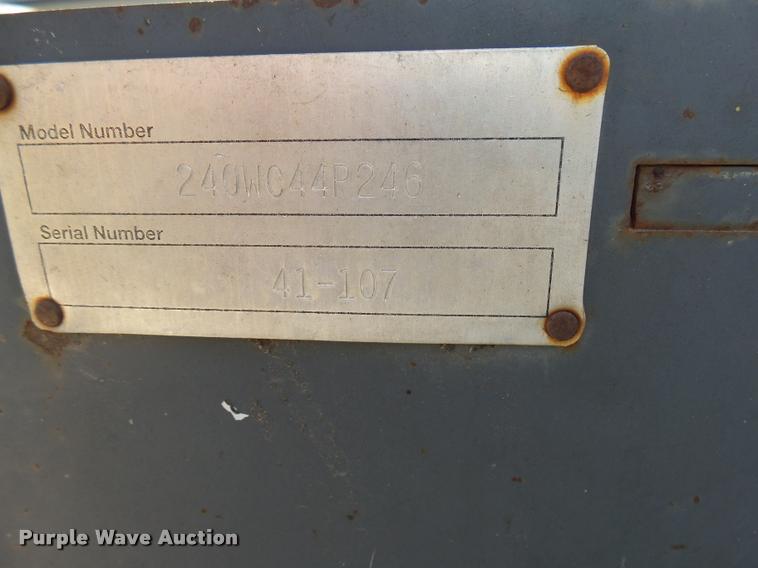 Model Number
240WC44P246
Serial Number
41-107
Purple Wave Auction